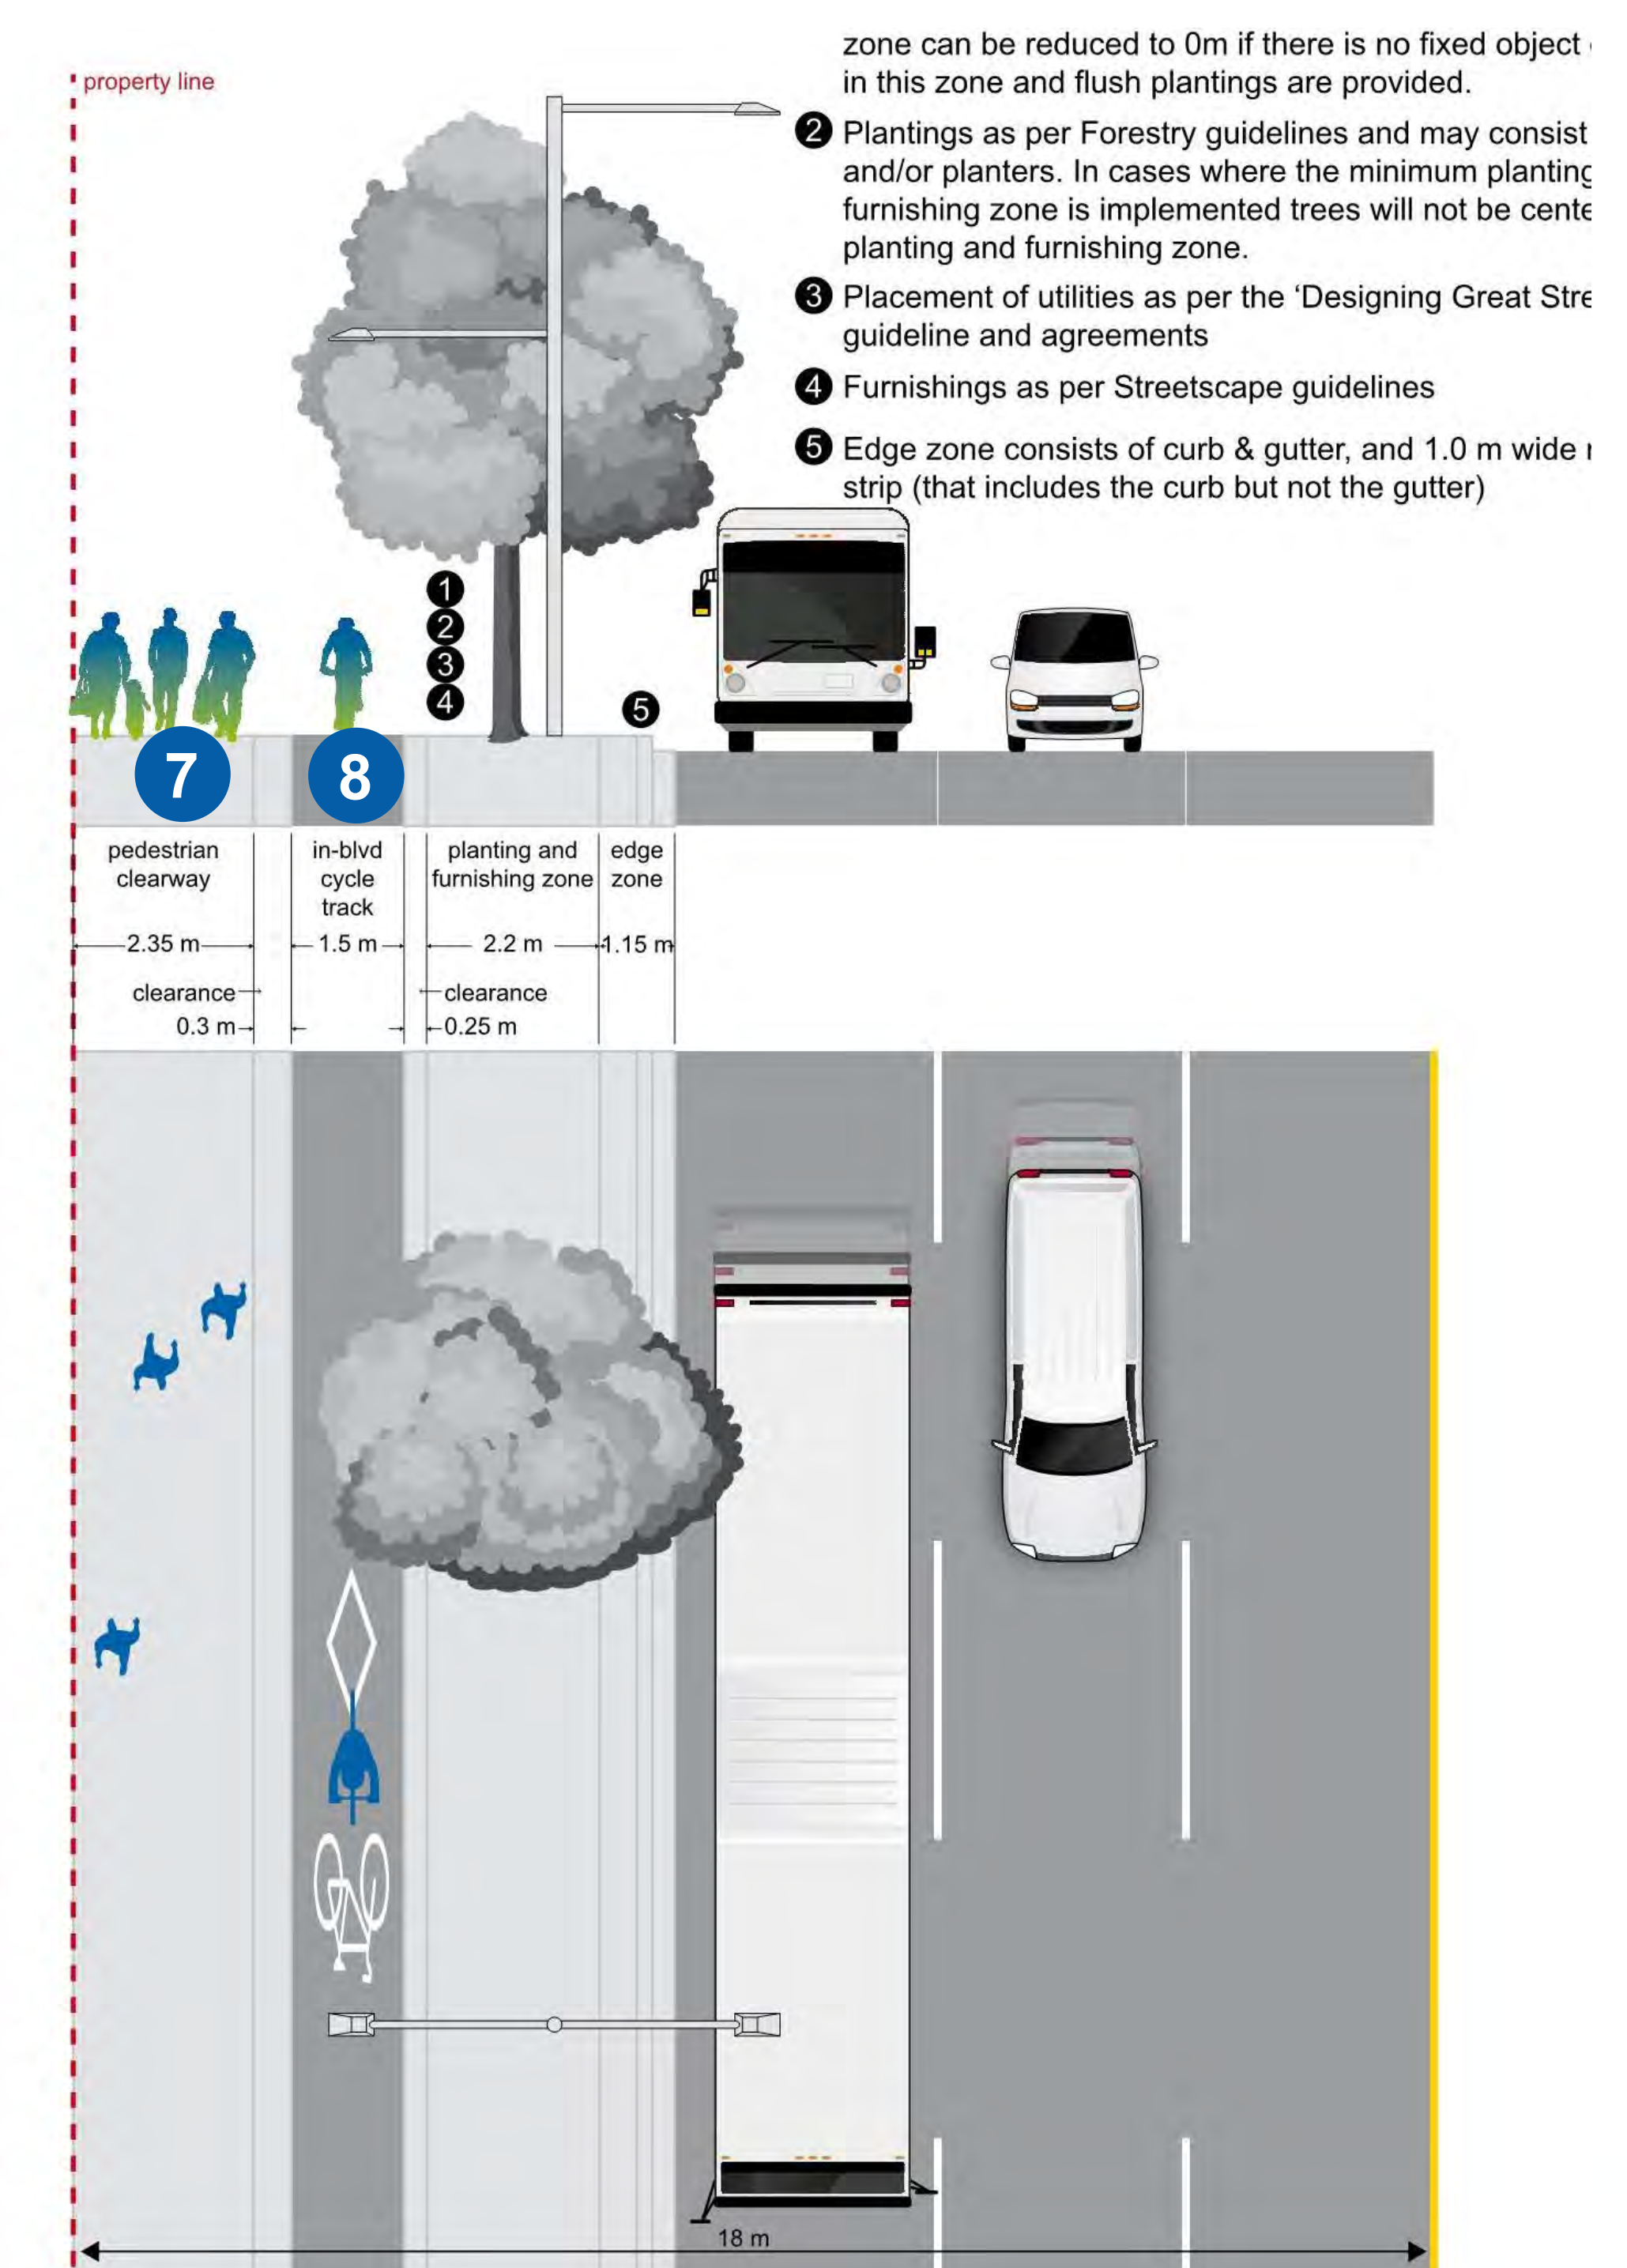 zone can be reduced to 0m if there is no fixed object
in this zone and flush plantings are provided.
property line
2 Plantings as per Forestry guidelines and may consist
and/or planters. In cases where the minimum planting
furnishing zone is implemented trees will not be cente
planting and furnishing zone.
3 Placement of utilities as per the ‘Designing Great Stre
guideline and agreements
4 Furnishings as per Streetscape guidelines
5 Edge zone consists of curb & gutter, and 1.0 m wide
strip (that includes the curb but not the gutter)
1
2
3
4
5
7
8
pedestrian clearway
in-blvd cycle track
planting and furnishing zone
edge zone
2.35 m
1.5 m
2.2 m
1.15 m
clearance
clearance
0.3 m
0.25 m
18 m